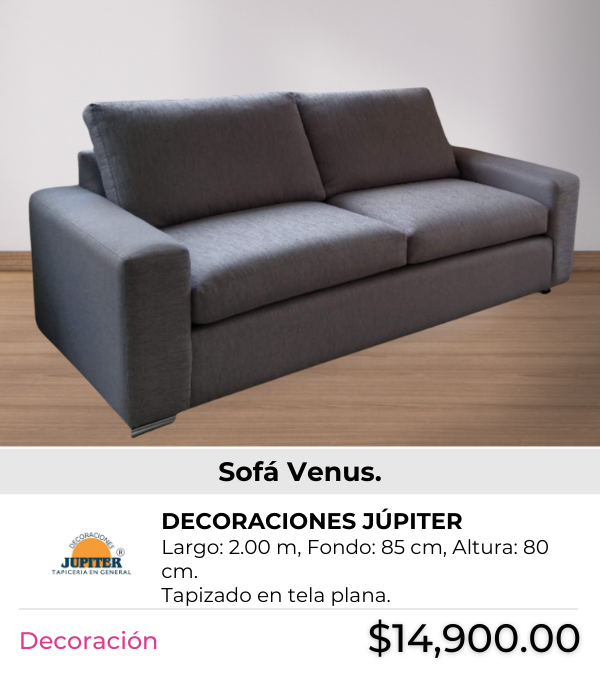 Sofá Venus.
DECORACIONES JÚPITER
Largo: 2.00 m, Fondo: 85 cm, Altura: 80
cm.
Tapizado en tela plana.
DECORACIONES
JUPITER ®
TAPICERIA EN GENERAL
Decoración
$14,900.00